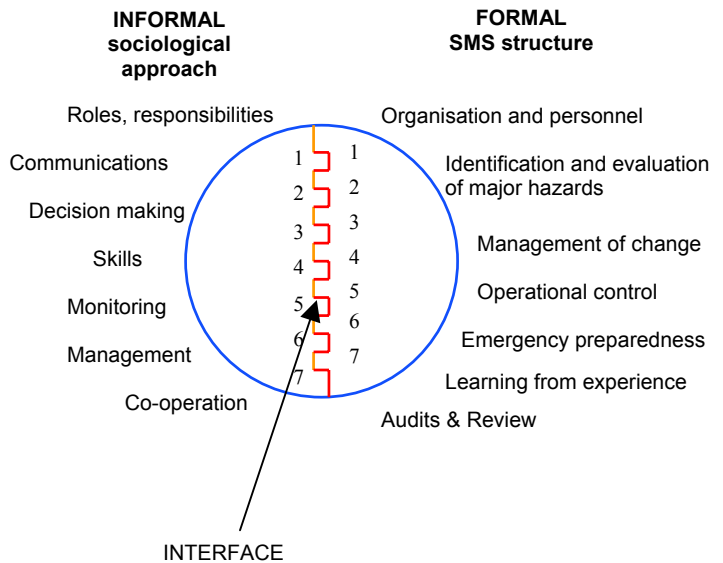 INFORMAL
sociological
approach
FORMAL
SMS structure
Roles, responsibilities
Communications
Decision making
Skills
Monitoring
Management
Co-operation
1
2
3
4
5
6
7
1
2
3
4
5
6
7
Organisation and personnel
Identification and evaluation
of major hazards
Management of change
Operational control
Emergency preparedness
Learning from experience
Audits & Review
INTERFACE